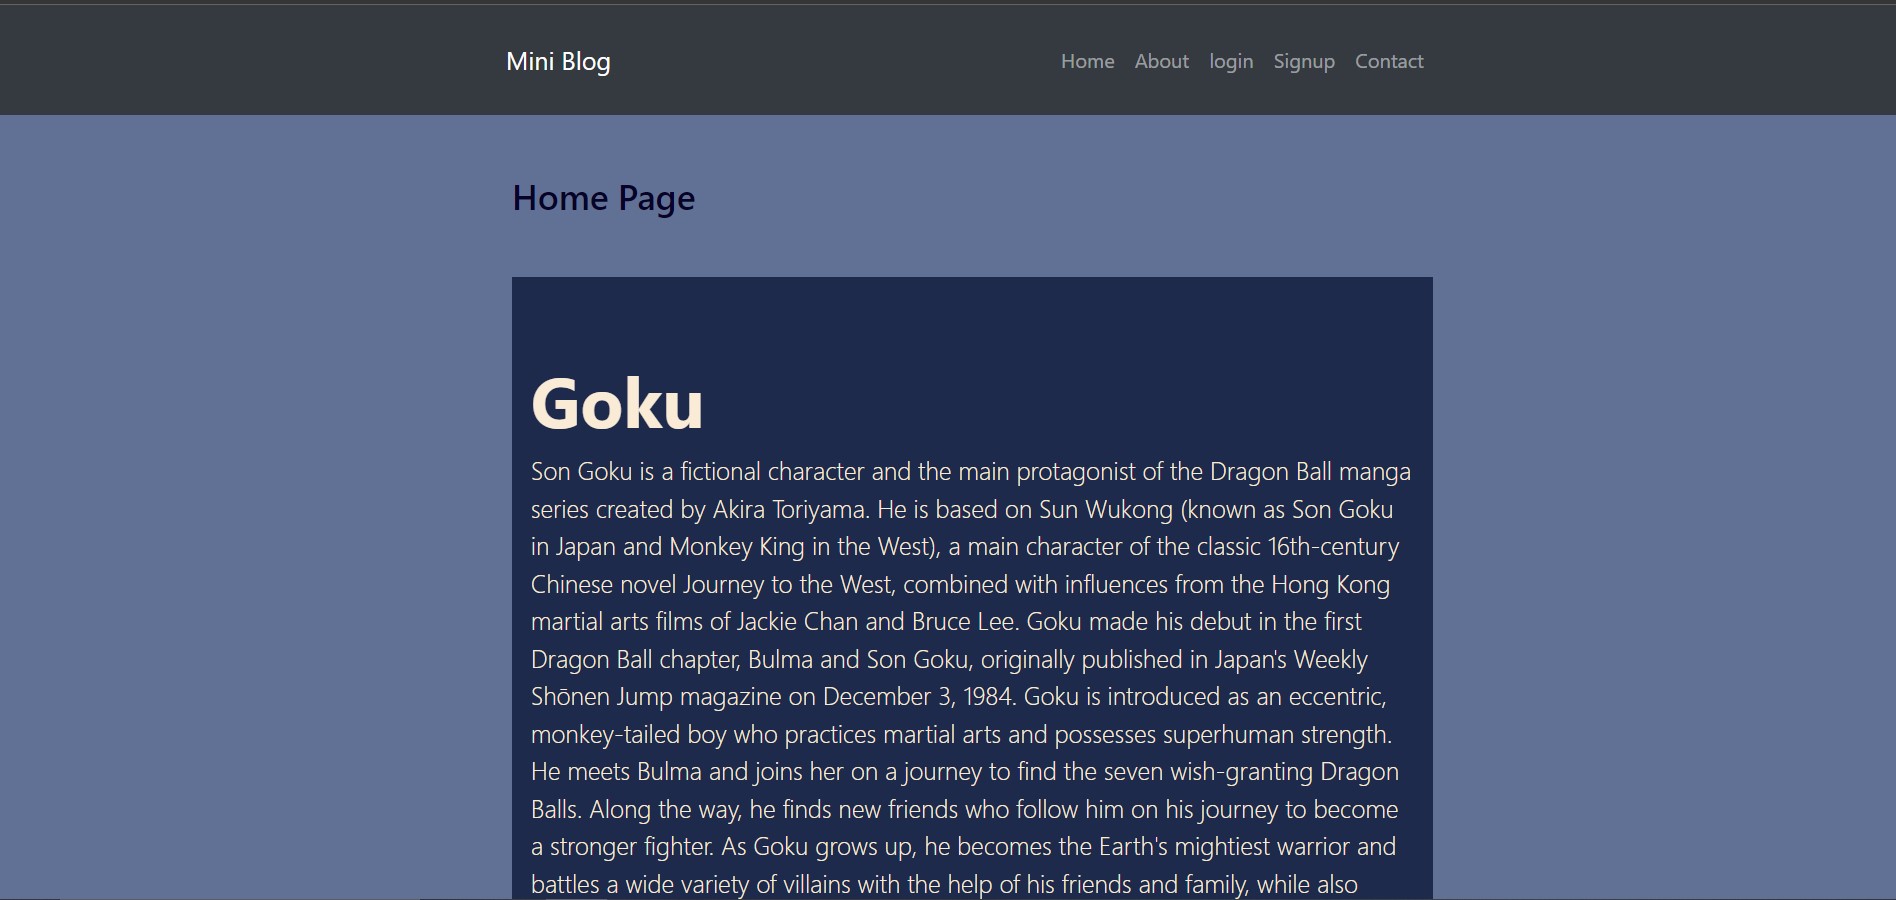 Mini Blog
Home About login Signup Contact
Home Page
Goku
Son Goku is a fictional character and the main protagonist of the Dragon Ball manga
series created by Akira Toriyama. He is based on Sun Wukong (known as Son Goku
in Japan and Monkey King in the West), a main character of the classic 16th-century
Chinese novel Journey to the West, combined with influences from the Hong Kong
martial arts films of Jackie Chan and Bruce Lee. Goku made his debut in the first
Dragon Ball chapter, Bulma and Son Goku, originally published in Japan's Weekly
Shōnen Jump magazine on December 3, 1984. Goku is introduced as an eccentric,
monkey-tailed boy who practices martial arts and possesses superhuman strength.
He meets Bulma and joins her on a journey to find the seven wish-granting Dragon
Balls. Along the way, he finds new friends who follow him on his journey to become
a stronger fighter. As Goku grows up, he becomes the Earth's mightiest warrior and
battles a wide variety of villains with the help of his friends and family, while also